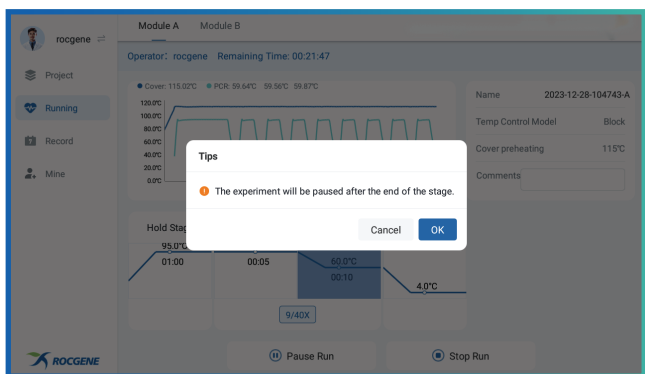 rocgene
Module A
Module B
Operator: rocgene Remaining Time: 00:21:47
Project
Running
Record
Mine
ROCGENE
Cover: 115.02℃ PCR: 59.64℃ 59.56℃ 59.87℃
120.0℃
100.0℃
80.0℃
60.0℃
40.0℃
20.0℃
0.0℃
Name 2023-12-28-104743-A
Temp Control Model Block
Cover preheating 115℃
Comments
Tips
The experiment will be paused after the end of the stage.
Cancel
OK
Hold Stag
95.0°C
01:00
00:05
60.0°C
00:10
4.0°C
9/40X
Pause Run
Stop Run